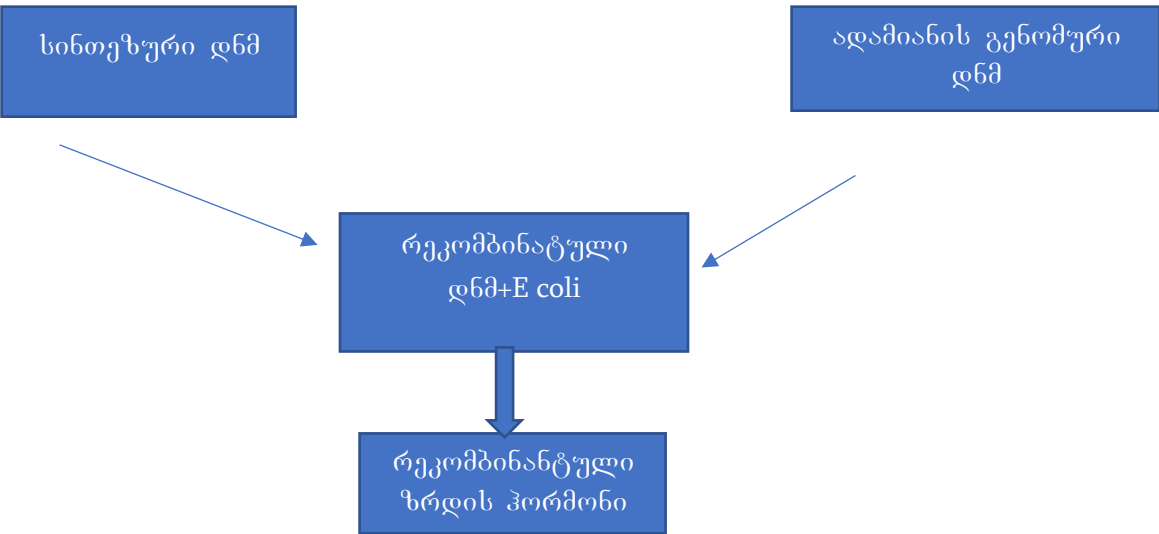 სინთეზური დნმ
ადამიანის გენომური
დნმ
რეკომბინატული
დნმ+E coli
რეკომბინანტული
ზრდის ჰორმონი